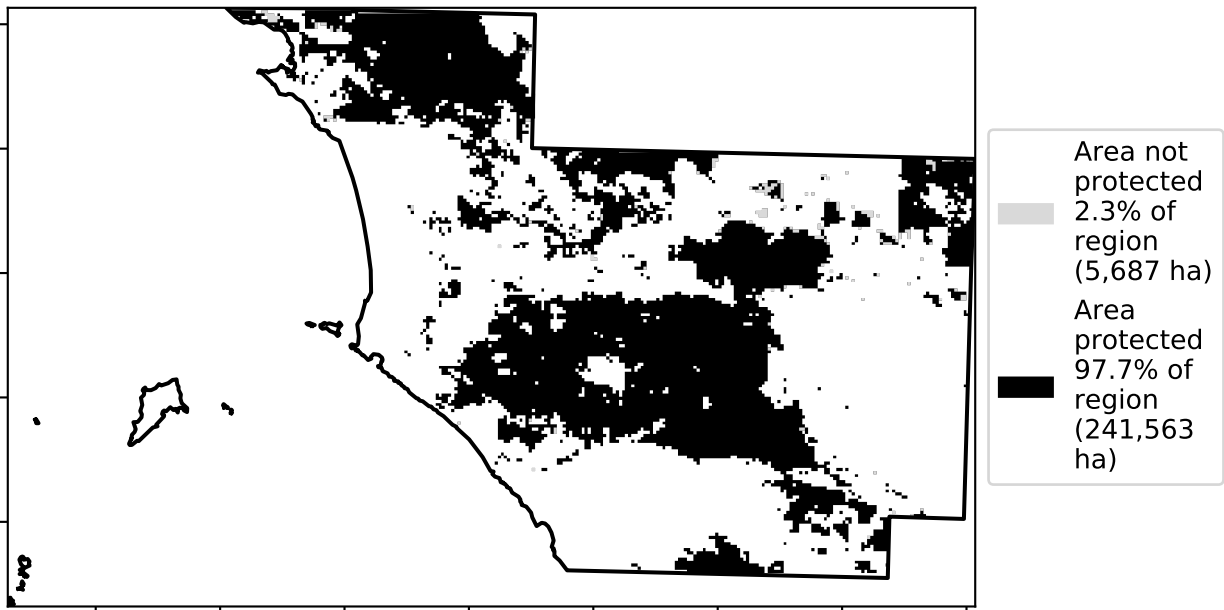 Area not
protected
2.3% of
region
(5,687 ha)
Area
protected
97.7% of
region
(241,563
ha)